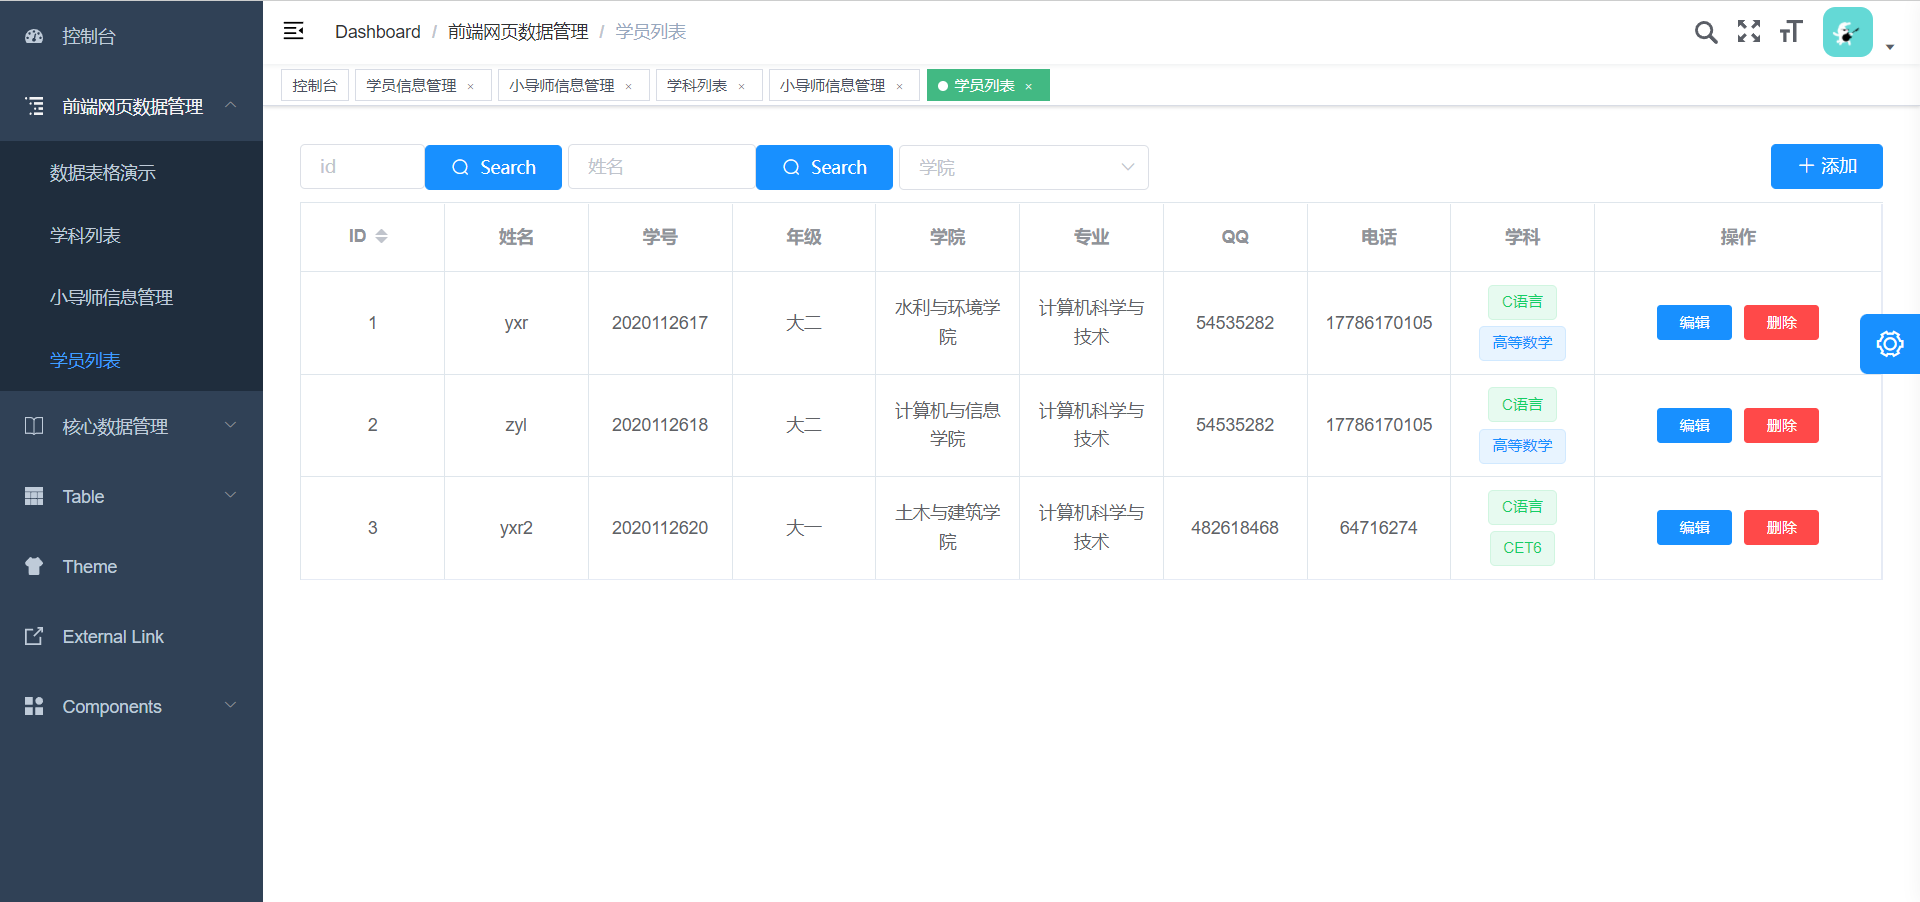 控制台
前端网页数据管理
数据表格演示
学科列表
小导师信息管理
学员列表
核心数据管理
Table
Theme
External Link
Components
Dashboard / 前端网页数据管理 / 学员列表
控制台 学员信息管理 × 小导师信息管理 × 学科列表 × 小导师信息管理 × 学员列表 ×
id Search 姓名 Search 学院 添加
ID 姓名 学号 年级 学院 专业 QQ 电话 学科 操作
1 yxr 2020112617 大二 水利与环境学院 计算机科学与技术 54535282 17786170105 C语言 高等数学 编辑 删除
2 zyl 2020112618 大二 计算机与信息学院 计算机科学与技术 54535282 17786170105 C语言 高等数学 编辑 删除
3 yxr2 2020112620 大一 土木与建筑学院 计算机科学与技术 482618468 64716274 C语言 CET6 编辑 删除